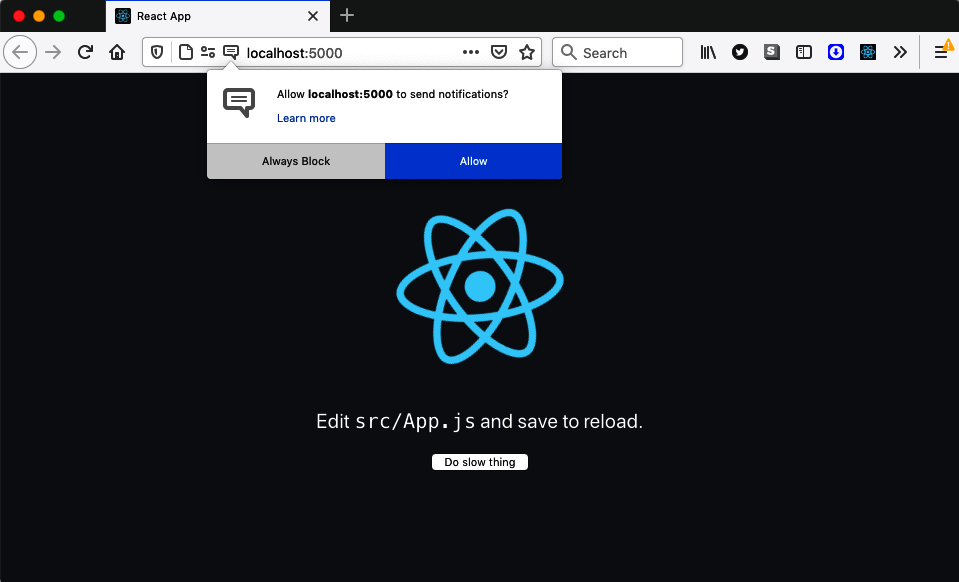 React App
localhost:5000
Search
S
Allow localhost:5000 to send notifications?
Learn more
Always Block
Allow
Edit src/App.js and save to reload.
Do slow thing